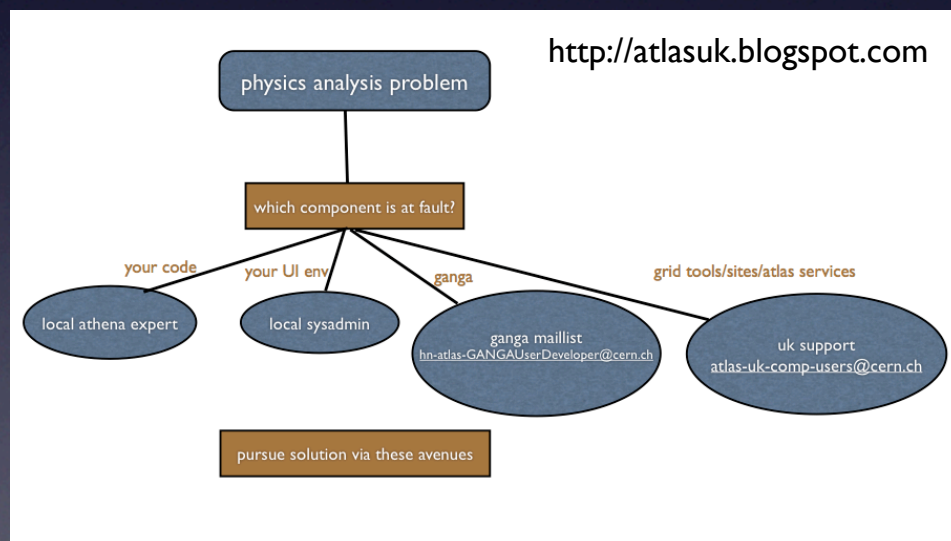 http://atlasuk.blogspot.com
physics analysis problem
which component is at fault?
your code
your UI env
ganga
grid tools/sites/atlas services
local athena expert
local sysadmin
ganga maillist
hn-atlas-GANGAUserDeveloper@cern.ch
uk support
atlas-uk-comp-users@cern.ch
pursue solution via these avenues